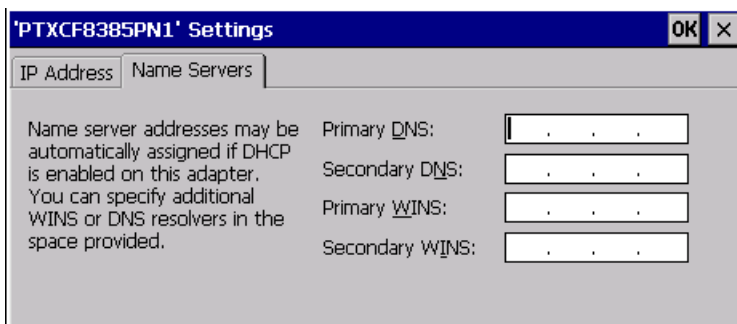 'PTXCF8385PN1' Settings OK ×
IP Address Name Servers
Name server addresses may be
automatically assigned if DHCP
is enabled on this adapter.
You can specify additional
WINS or DNS resolvers in the
space provided.
Primary DNS: . . .
Secondary DNS: . . .
Primary WINS: . . .
Secondary WINS: . . .